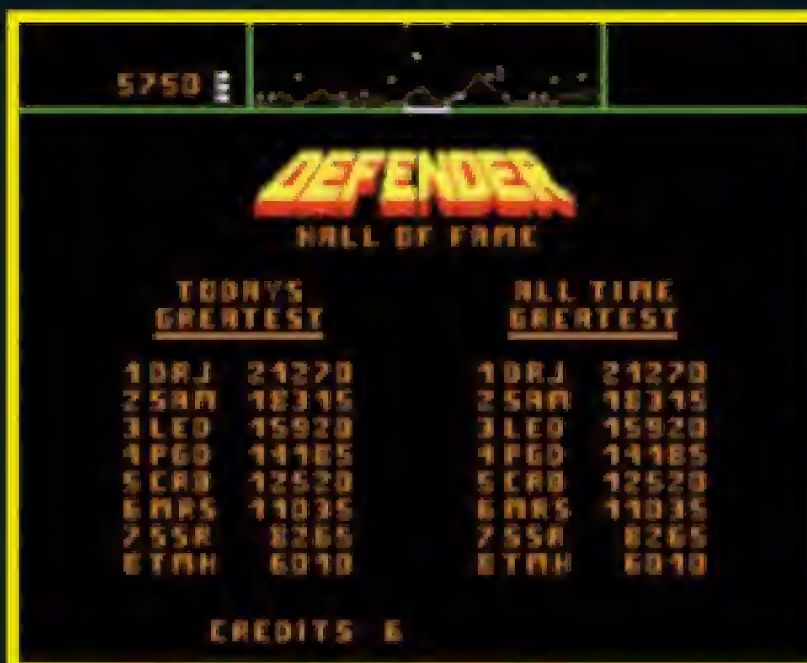 5750
DEFENDER
HALL OF FAME
TODAYS ALL TIME
GREATEST GREATEST
1 DRJ 21270 1 DRJ 21270
2 SAM 18315 2 SAM 18315
3 LED 15920 3 LED 15920
4 PGD 14285 4 PGD 14285
5 CRB 12520 5 CRB 12520
6 MRS 11035 6 MRS 11035
7 SSR 8265 7 SSR 8265
8 TMH 6010 8 TMH 6010
CREDITS 6